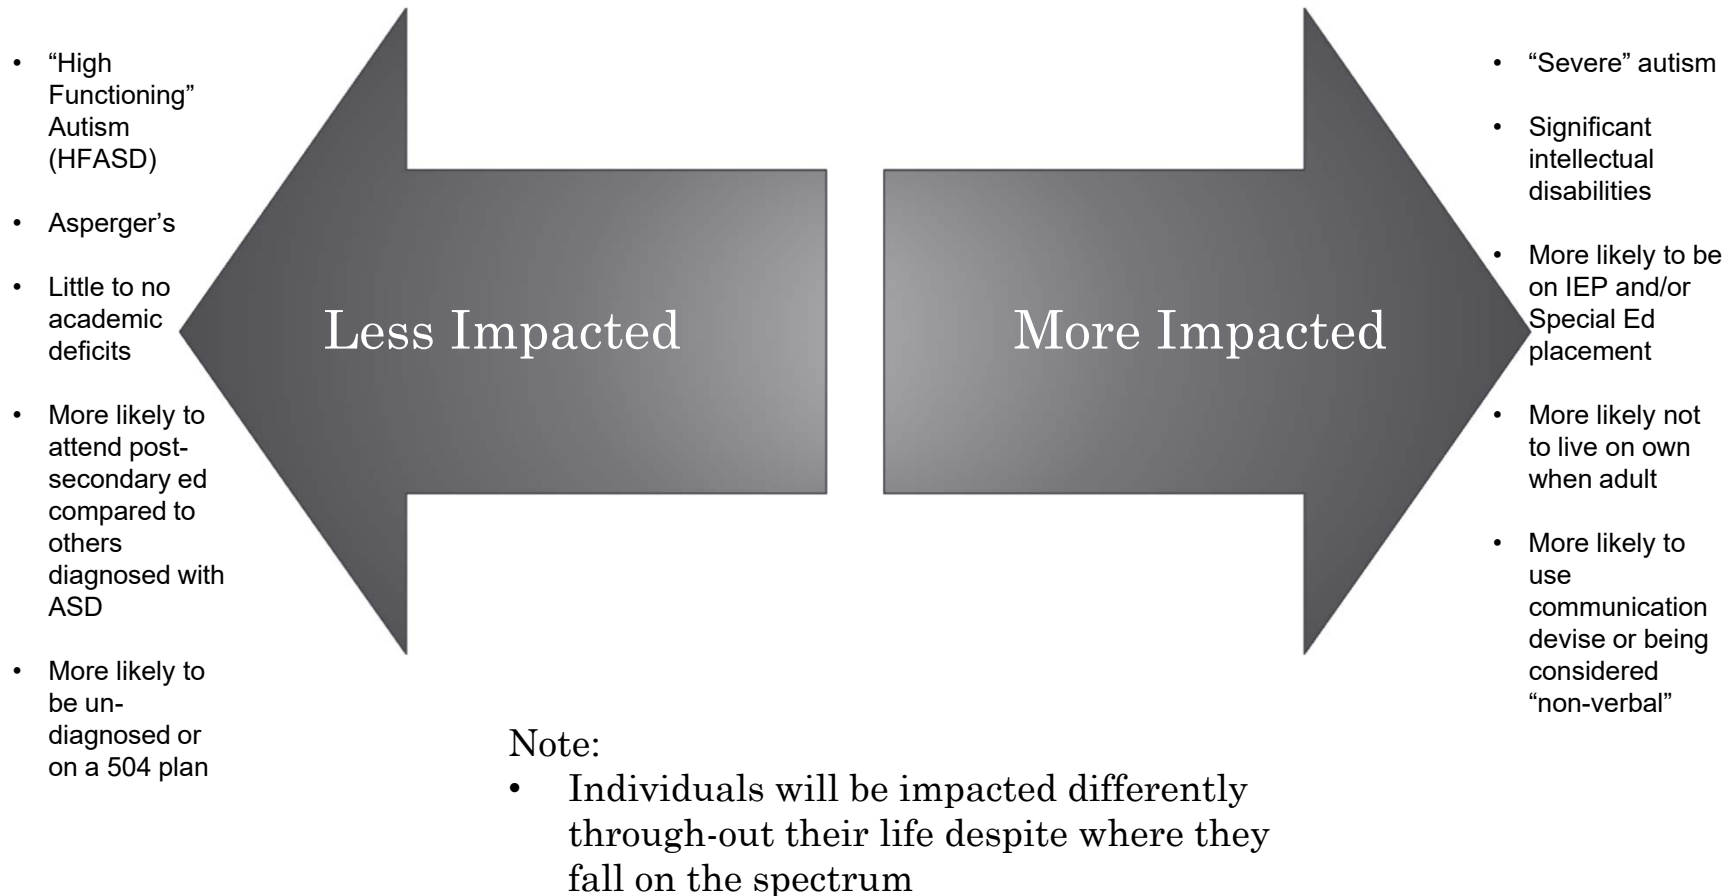 • “High
Functioning”
Autism
(HFASD)
• Asperger’s
• Little to no
academic
deficits
• More likely to
attend post-
secondary ed
compared to
others
diagnosed with
ASD
• More likely to
be un-
diagnosed or
on a 504 plan
Less Impacted
More Impacted
• “Severe” autism
• Significant
intellectual
disabilities
• More likely to be
on IEP and/or
Special Ed
placement
• More likely not
to live on own
when adult
• More likely to
use
communication
devise or being
considered
“non-verbal”
Note:
• Individuals will be impacted differently
through-out their life despite where they
fall on the spectrum